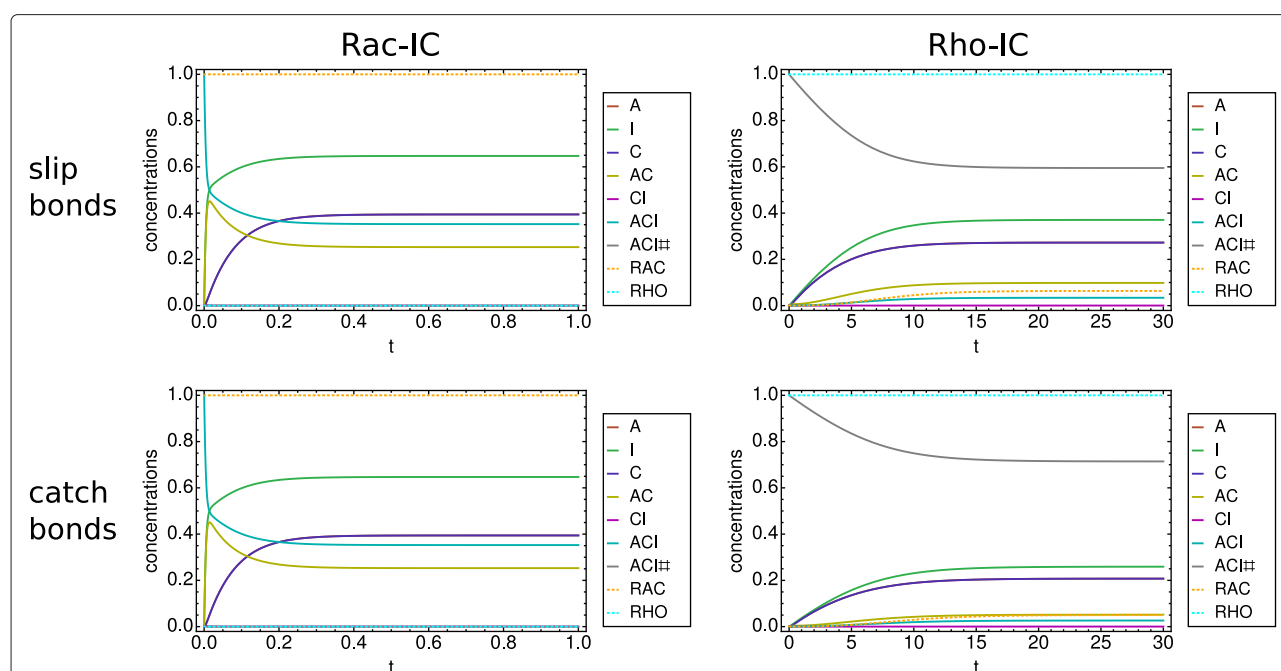 Rac-IC
Rho-IC
slip
bonds
concentrations
1.0
0.8
0.6
0.4
0.2
0.0
0.0 0.2 0.4 0.6 0.8 1.0
t
A
I
C
AC
CI
ACI
ACI#
RAC
RHO
concentrations
1.0
0.8
0.6
0.4
0.2
0.0
0 5 10 15 20 25 30
t
A
I
C
AC
CI
ACI
ACI#
RAC
RHO
catch
bonds
concentrations
1.0
0.8
0.6
0.4
0.2
0.0
0.0 0.2 0.4 0.6 0.8 1.0
t
A
I
C
AC
CI
ACI
ACI#
RAC
RHO
concentrations
1.0
0.8
0.6
0.4
0.2
0.0
0 5 10 15 20 25 30
t
A
I
C
AC
CI
ACI
ACI#
RAC
RHO